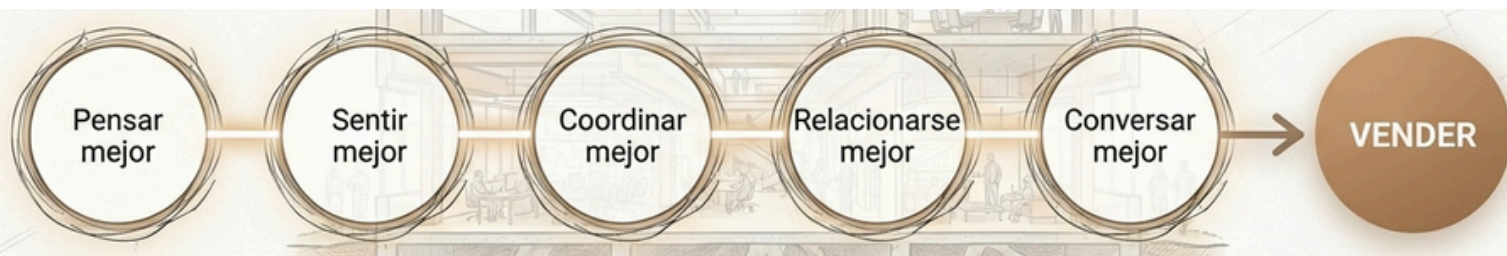 Pensar
mejor
Sentir
mejor
Coordinar
mejor
Relacionarse
mejor
Conversar
mejor
VENDER